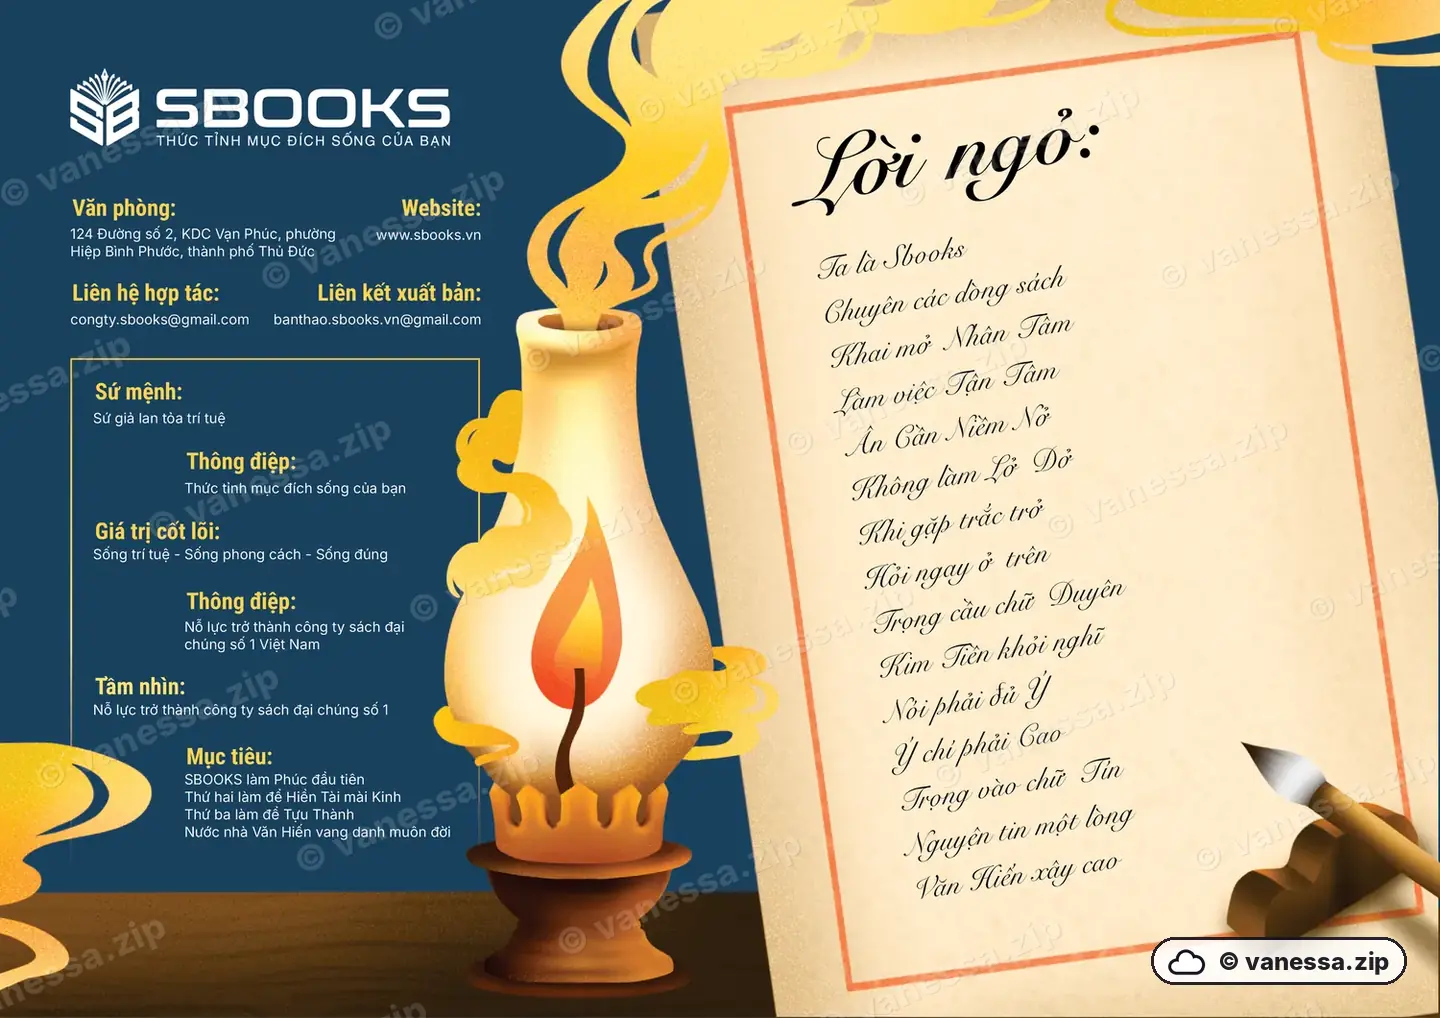 SBOOKS
THỨC TỈNH MỤC ĐÍCH SỐNG CỦA BẠN
Văn phòng:
124 Đường số 2, KDC Vạn Phúc, phường
Hiệp Bình Phước, thành phố Thủ Đức
Website:
www.sbooks.vn
Liên hệ hợp tác:
congty.sbooks@gmail.com
Liên kết xuất bản:
banthao.sbooks.vn@gmail.com
Sứ mệnh:
Sứ giả lan tỏa trí tuệ
Thông điệp:
Thức tỉnh mục đích sống của bạn
Giá trị cốt lõi:
Sống trí tuệ - Sống phong cách - Sống đúng
Thông điệp:
Nỗ lực trở thành công ty sách đại
chúng số 1 Việt Nam
Tầm nhìn:
Nỗ lực trở thành công ty sách đại chúng số 1
Mục tiêu:
SBOOKS làm Phúc đầu tiên
Thứ hai làm để Hiền Tài mài Kinh
Thứ ba làm để Tựu Thành
Nước nhà Văn Hiến vang danh muôn đời
Lời ngỏ:
Ta là Sbooks
Chuyên các dòng sách
Khai mở Nhân Tâm
Làm việc Tận Tâm
Ân Cần Niềm Nở
Không làm Lở Dở
Khi gặp trắc trở
Hỏi ngay ở trên
Trọng cầu chữ Duyên
Kim Tiền khỏi nghĩ
Nói phải đủ Ý
Ý chỉ phải Cao
Trọng vào chữ Tín
Nguyện tin một lòng
Văn Hiến xây cao
© vanessa.zip